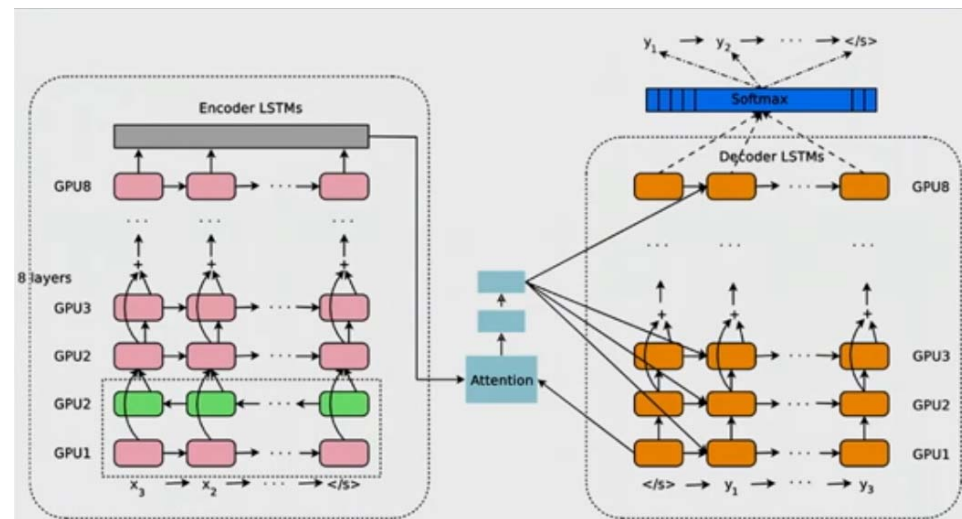 y1 → y2 → ... → </s>
Softmax
Encoder LSTMs
Decoder LSTMs
GPU8
GPU8
...
...
8 layers
+ + +
GPU3
+ + +
GPU2
Attention
GPU3
GPU2
GPU2
GPU1
GPU1
x3 → x2 → ... → </s>
</s> → y1 → ... → y3